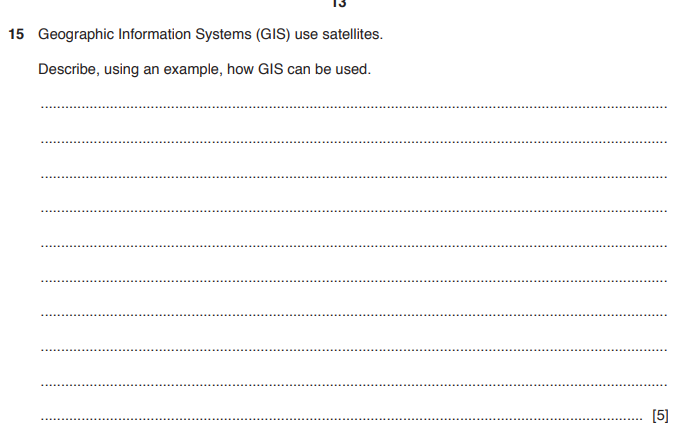 13
15 Geographic Information Systems (GIS) use satellites.
Describe, using an example, how GIS can be used.
[5]